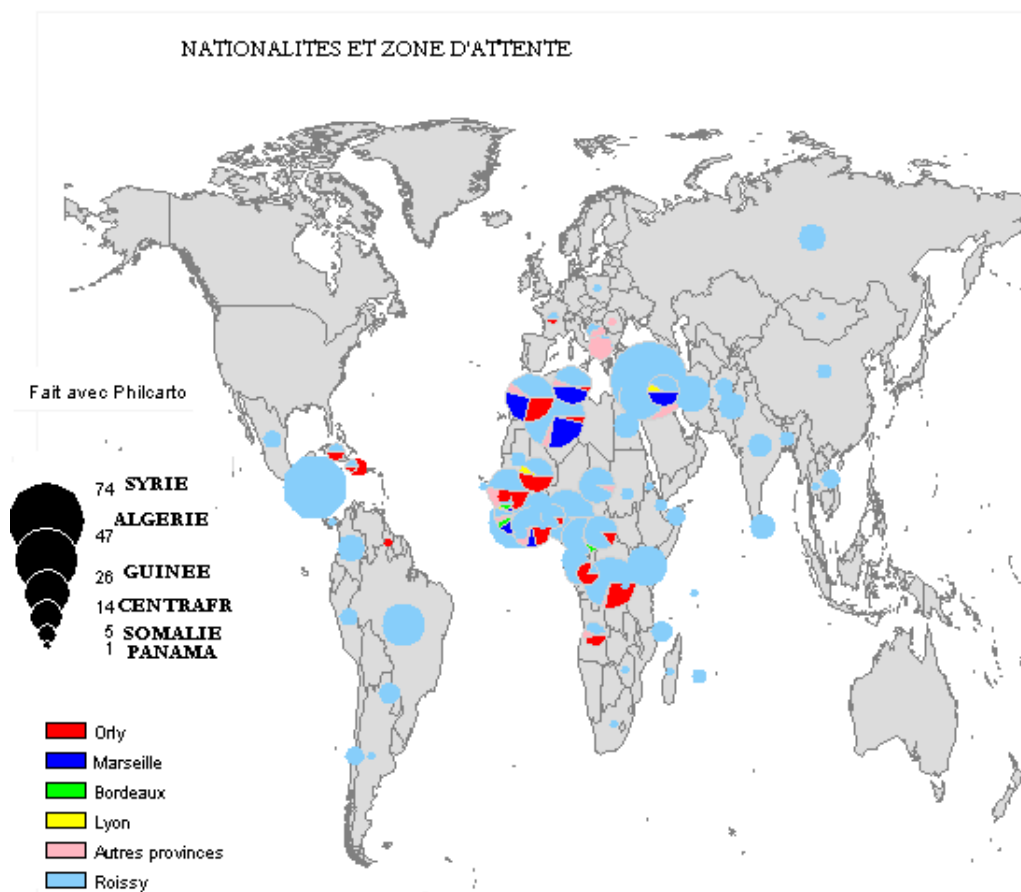 NATIONALITES ET ZONE D'ATTENTE
Fait avec Philcarto
74 SYRIE
ALGERIE
47
26 GUINEE
14 CENTRAFR
5 SOMALIE
1 PANAMA
Orly
Marseille
Bordeaux
Lyon
Autres provinces
Roissy